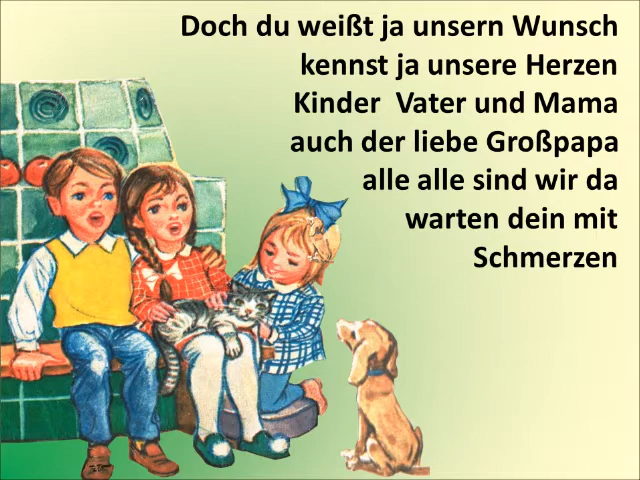 Doch du weißt ja unsern Wunsch
kennst ja unsere Herzen
Kinder  Vater und Mama
auch der liebe Großpapa
alle alle sind wir da
warten dein mit
Schmerzen